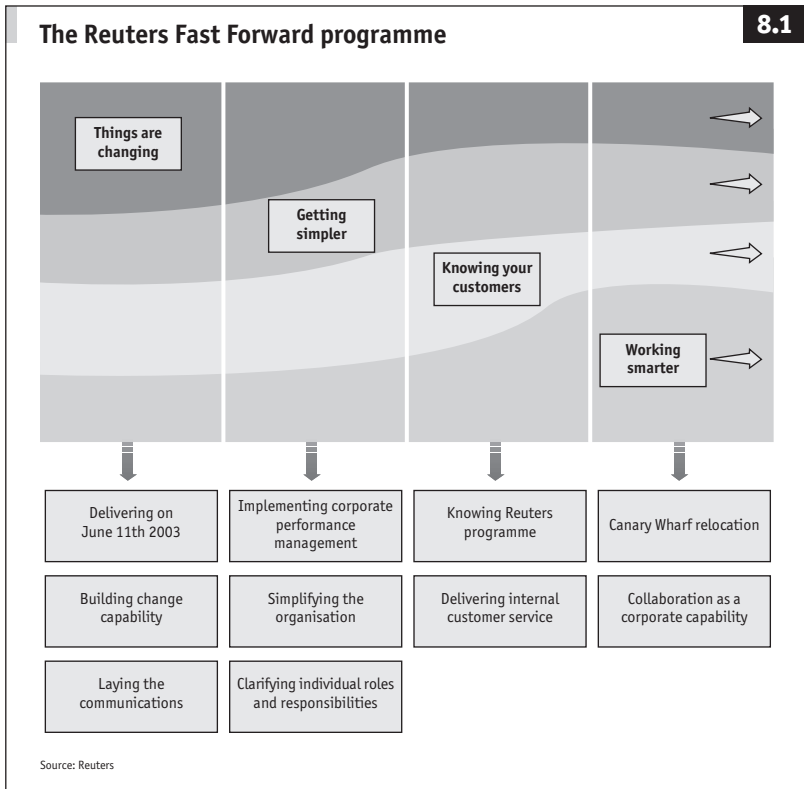 The Reuters Fast Forward programme
8.1
Things are
changing
Getting
simpler
Knowing your
customers
Working
smarter
Delivering on
June 11th 2003
Implementing corporate
performance
management
Knowing Reuters
programme
Canary Wharf relocation
Building change
capability
Simplifying the
organisation
Delivering internal
customer service
Collaboration as a
corporate capability
Laying the
communications
Clarifying individual roles
and responsibilities
Source: Reuters